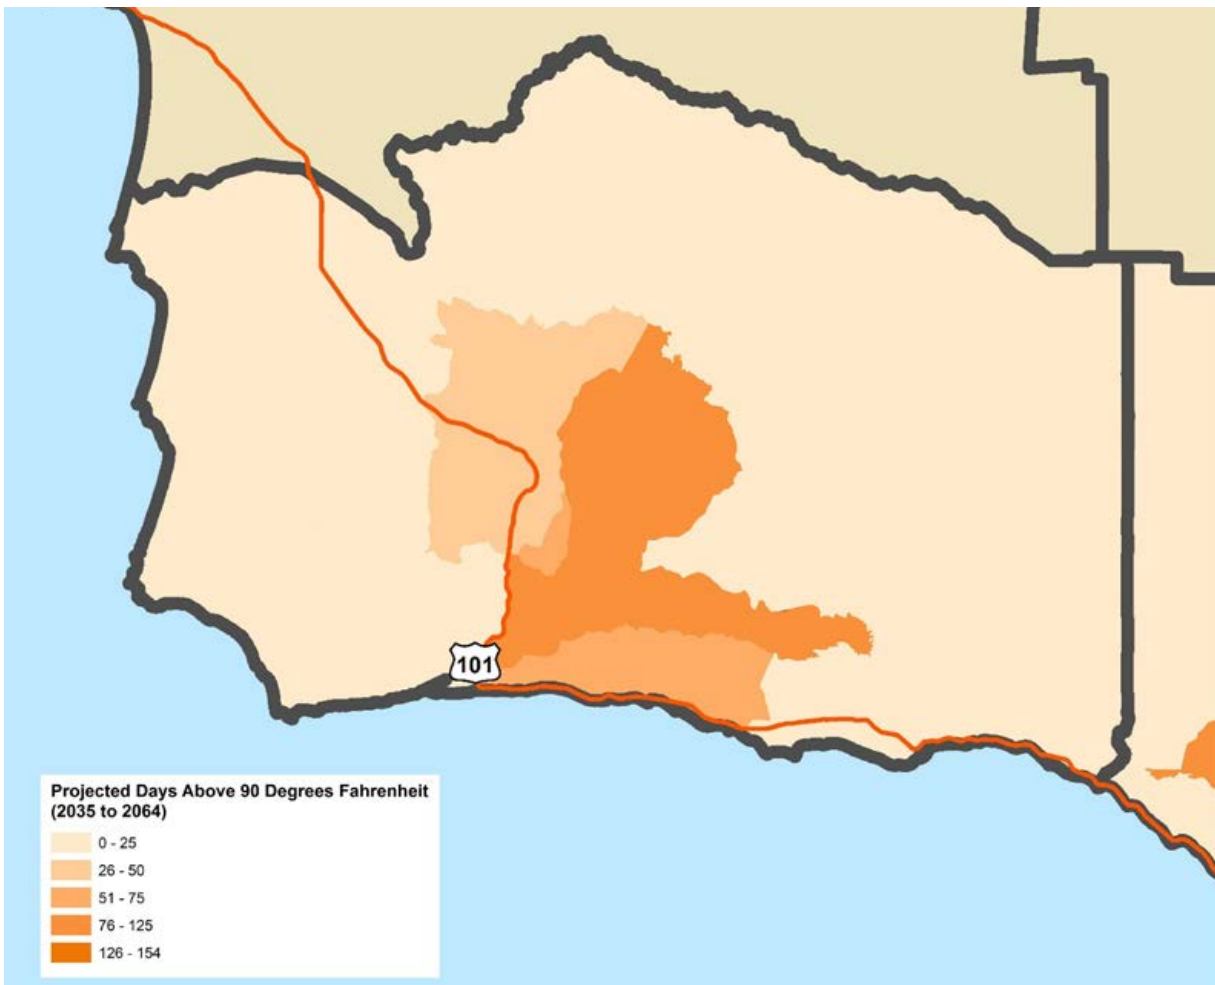 101
Projected Days Above 90 Degrees Fahrenheit
(2035 to 2064)
0 - 25
26 - 50
51 - 75
76 - 125
126 - 154